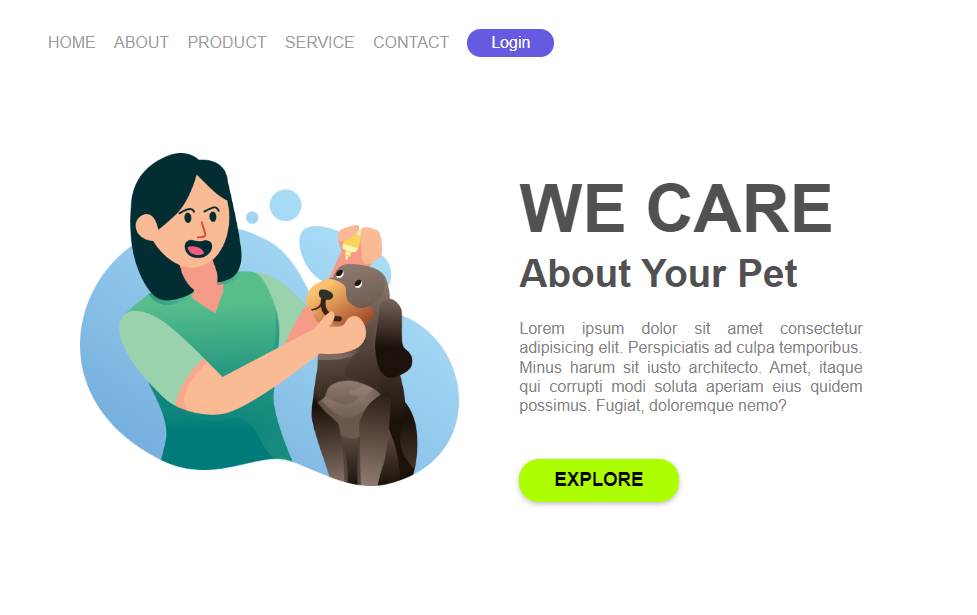 HOME ABOUT PRODUCT SERVICE CONTACT Login
WE CARE
About Your Pet
Lorem ipsum dolor sit amet consectetur
adipisicing elit. Perspiciatis ad culpa temporibus.
Minus harum sit iusto architecto. Amet, itaque
qui corrupti modi soluta aperiam eius quidem
possimus. Fugiat, doloremque nemo?
EXPLORE